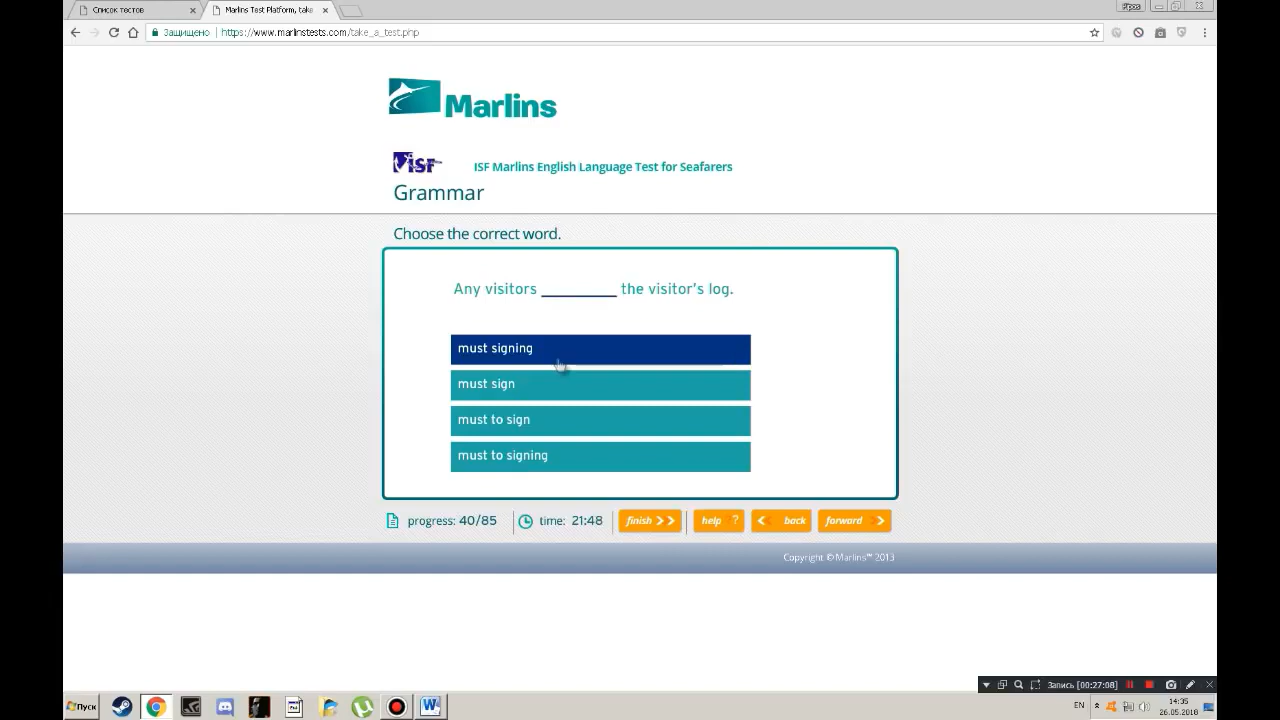 Список тестов
Marlins Test Platform, take
Защищено
https://www.marlinstests.com/take_a_test.php
Marlins
ISF
ISF Marlins English Language Test for Seafarers
Grammar
Choose the correct word.
Any visitors ________ the visitor's log.
must signing
must sign
must to sign
must to signing
progress: 40/85
time: 21:48
finish
help ?
back
forward
Copyright © Marlins™ 2013
Запись [00:27:08]
Пуск
EN
14:35
26.05.2018